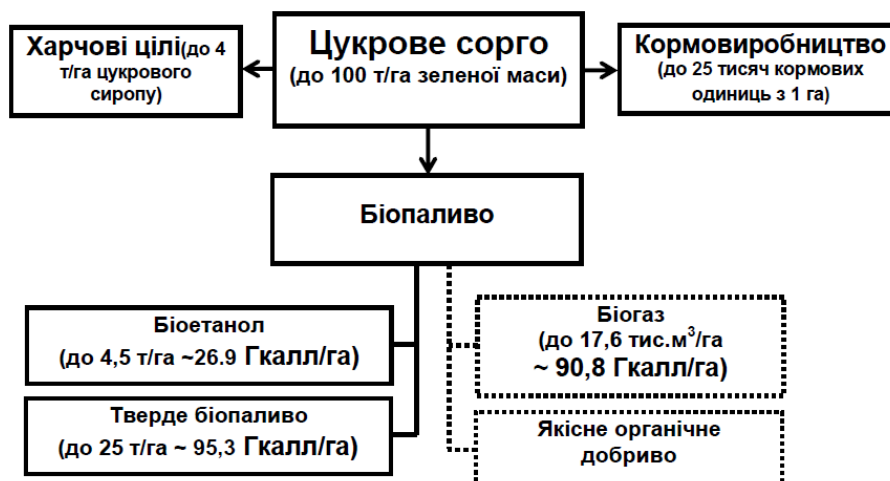 Харчові цілі(до 4
т/га цукрового
сиропу)
Цукрове сорго
(до 100 т/га зеленої маси)
Кормовиробництво
(до 25 тисяч кормових
одиниць з 1 га)
Біопаливо
Біоетанол
(до 4,5 т/га ~26.9 Гкалл/га)
Тверде біопаливо
(до 25 т/га ~ 95,3 Гкалл/га)
Біогаз
(до 17,6 тис.м³/га
~ 90,8 Гкалл/га)
Якісне органічне
добриво